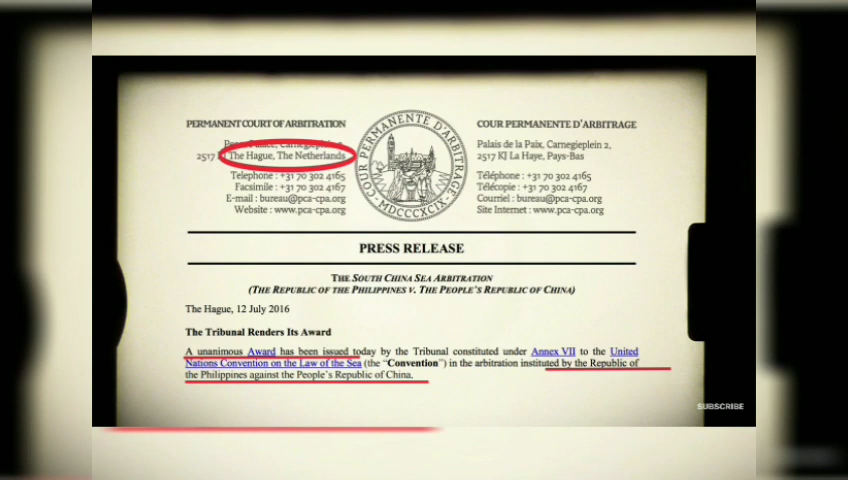 PERMANENT COURT OF ARBITRATION
Peace Palace, Carnegieplein 2,
2517 KJ The Hague, The Netherlands
Telephone : +31 70 302 4165
Facsimile : +31 70 302 4167
E-mail : bureau@pca-cpa.org
Website : www.pca-cpa.org
COUR PERMANENTE D'ARBITRAGE
MDCCCXCIX
COUR PERMANENTE D'ARBITRAGE
Palais de la Paix, Carnegieplein 2,
2517 KJ La Haye, Pays-Bas
Téléphone : +31 70 302 4165
Télécopie : +31 70 302 4167
Courriel : bureau@pca-cpa.org
Site Internet : www.pca-cpa.org
PRESS RELEASE
THE SOUTH CHINA SEA ARBITRATION
(THE REPUBLIC OF THE PHILIPPINES V. THE PEOPLE'S REPUBLIC OF CHINA)
The Hague, 12 July 2016
The Tribunal Renders Its Award
A unanimous Award has been issued today by the Tribunal constituted under Annex VII to the United
Nations Convention on the Law of the Sea (the “Convention”) in the arbitration instituted by the Republic of
the Philippines against the People's Republic of China.
SUBSCRIBE